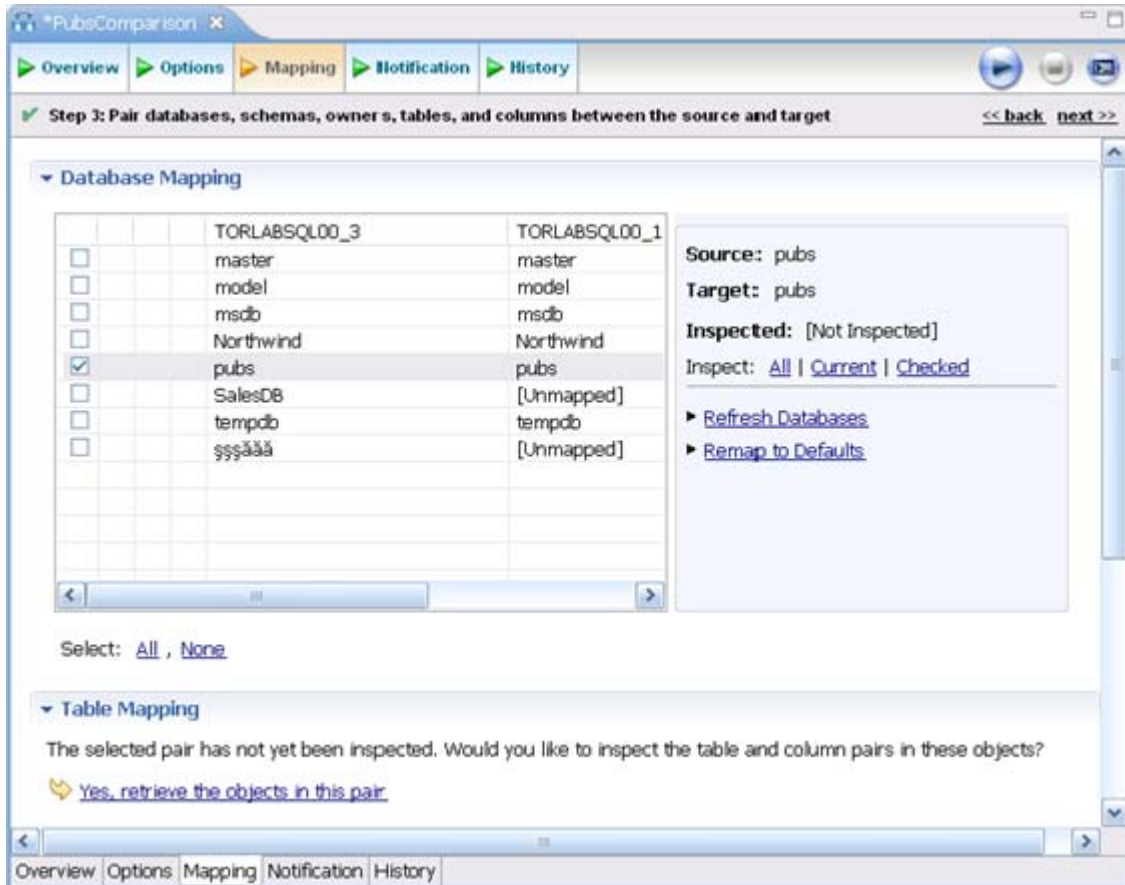 *PubsComparison
Overview Options Mapping Notification History
Step 3: Pair databases, schemas, owners, tables, and columns between the source and target << back next >>
Database Mapping
TORLABSQL00_3 TORLABSQL00_1
master master
model model
msdb msdb
Northwind Northwind
pubs pubs
SalesDB [Unmapped]
tempdb tempdb
şşşăăă [Unmapped]
Source: pubs
Target: pubs
Inspected: [Not Inspected]
Inspect: All | Current | Checked
Refresh Databases
Remap to Defaults
Select: All , None
Table Mapping
The selected pair has not yet been inspected. Would you like to inspect the table and column pairs in these objects?
Yes, retrieve the objects in this pair
Overview Options Mapping Notification History